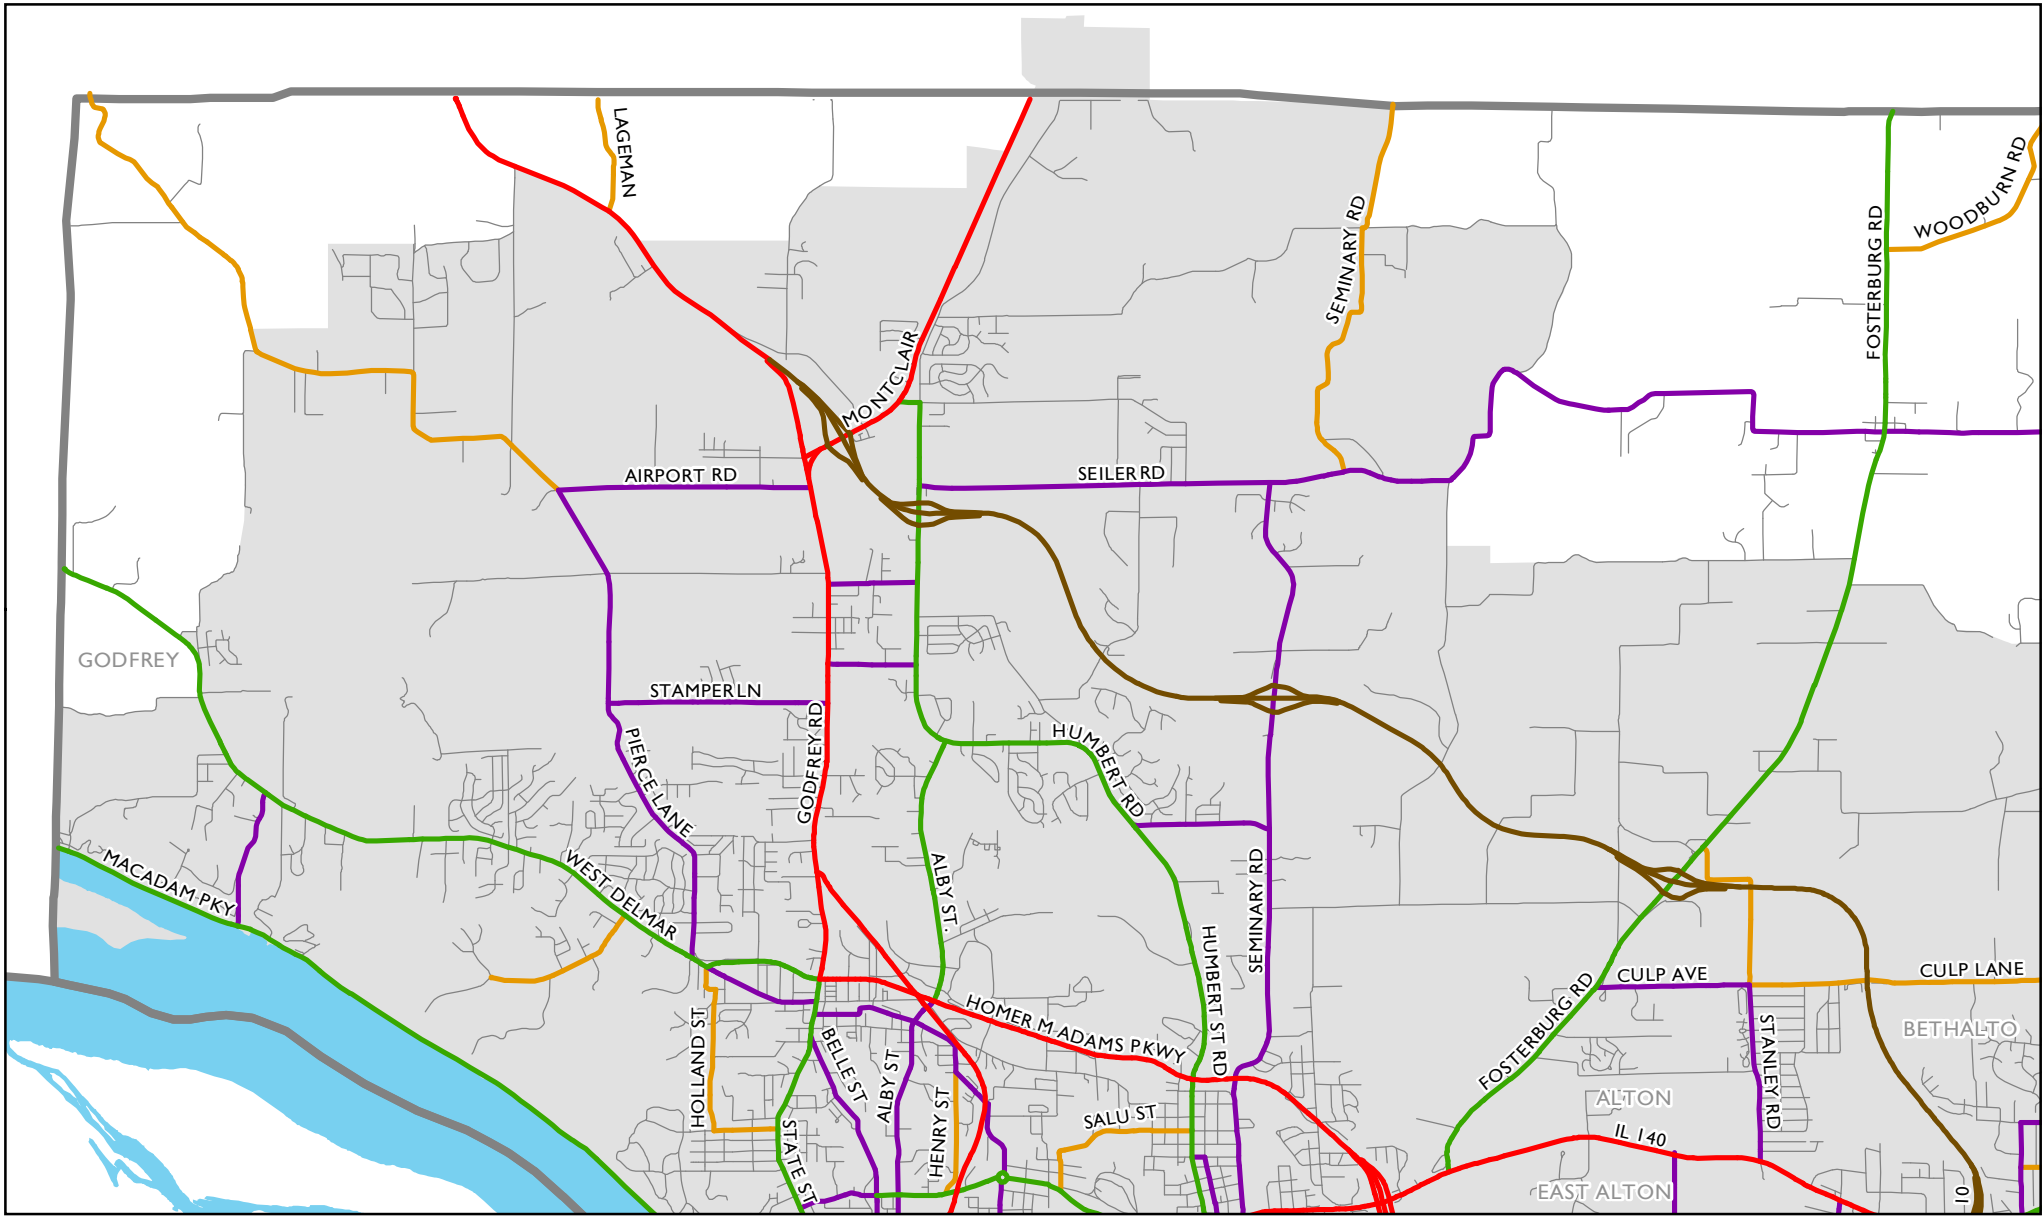 LAGEMAN
WOODBURN RD
SEMINARY RD
FOSTERBURG RD
MONTCLAIR
AIRPORT RD
SEILER RD
GODFREY
STAMPER LN
GODFREY RD
PIERCE LANE
HUMBERT RD
MACADAM PKY
WEST DELMAR
ALBY ST.
SEMINARY RD
HUMBERT ST RD
CULP AVE
CULP LANE
FOSTERBURG RD
HOMER M ADAMS PKWY
HOLLAND ST
BELLE ST
ALBY ST
STANLEY RD
BETHALTO
HENRY ST
SALU ST
ALTON
STATE ST
IL 140
EAST ALTON